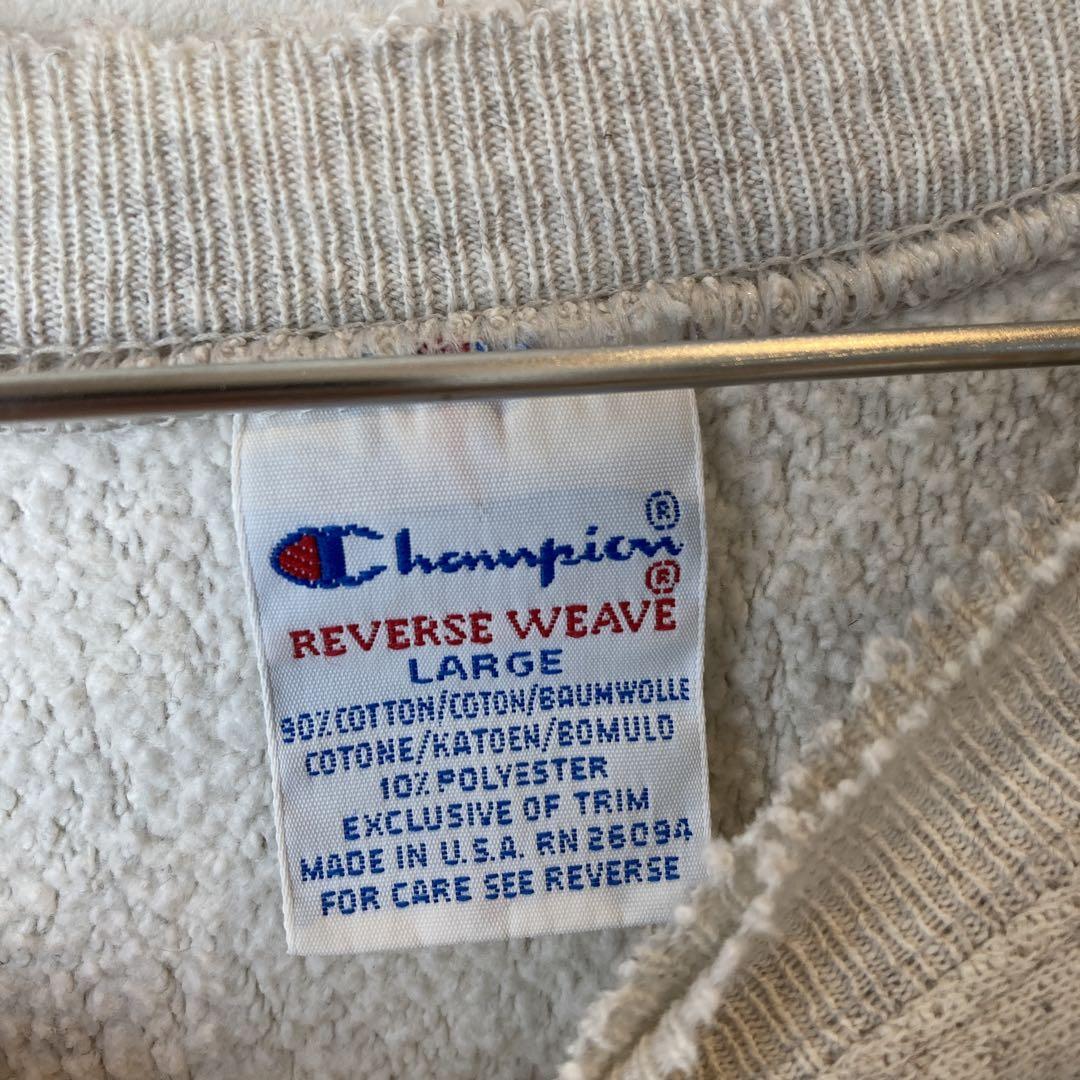 Champion®
REVERSE WEAVE®
LARGE
90% COTTON/COTON/BAUMWOLLE
COTONE/KATOEN/BOMULD
10% POLYESTER
EXCLUSIVE OF TRIM
MADE IN U.S.A. RN 26094
FOR CARE SEE REVERSE